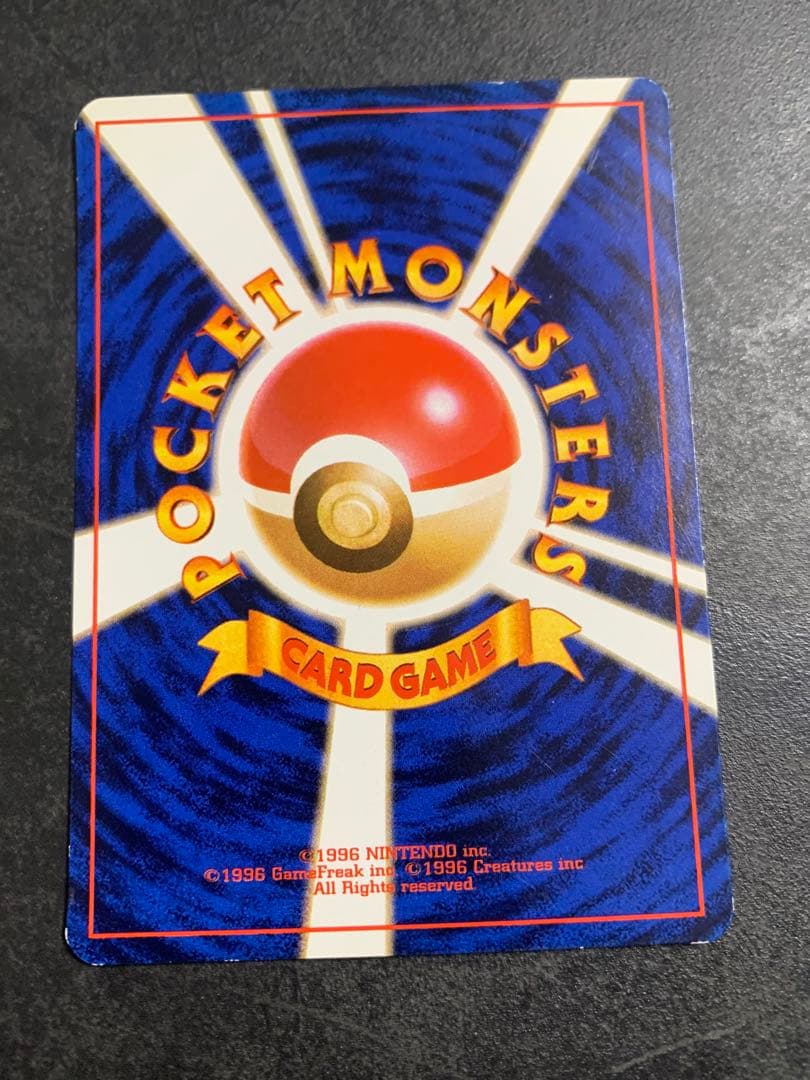 POCKET MONSTERS
CARD GAME
©1996 NINTENDO inc.
©1996 GameFreak inc. ©1996 Creatures inc
All Rights reserved.